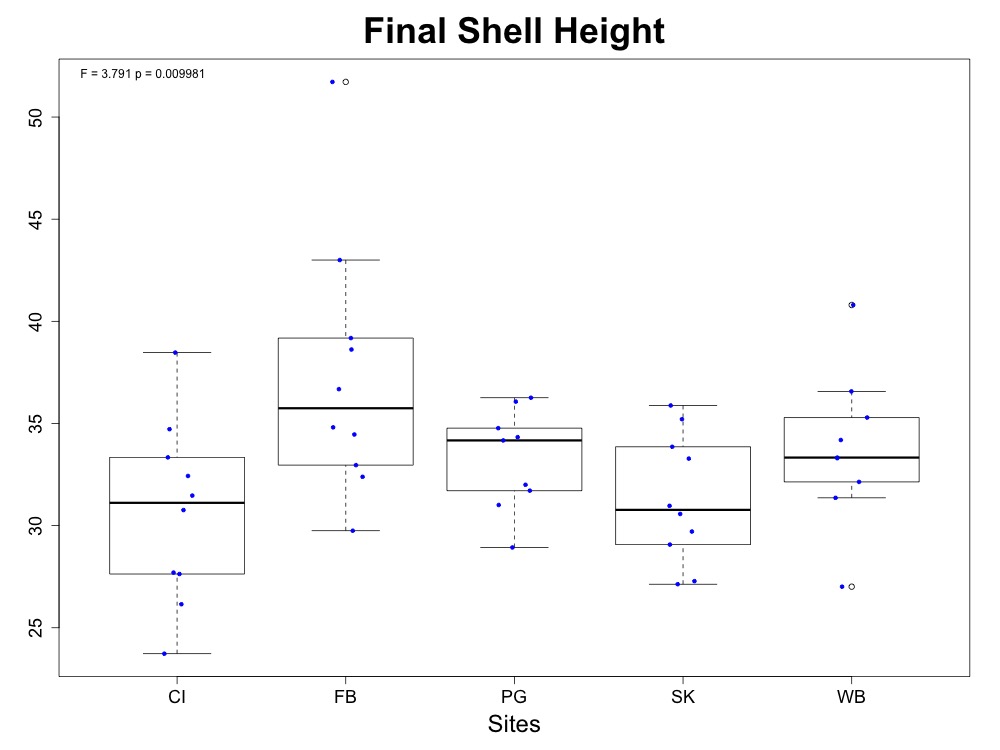 Final Shell Height
F = 3.791 p = 0.009981
50
45
40
35
30
25
CI FB PG SK WB
Sites